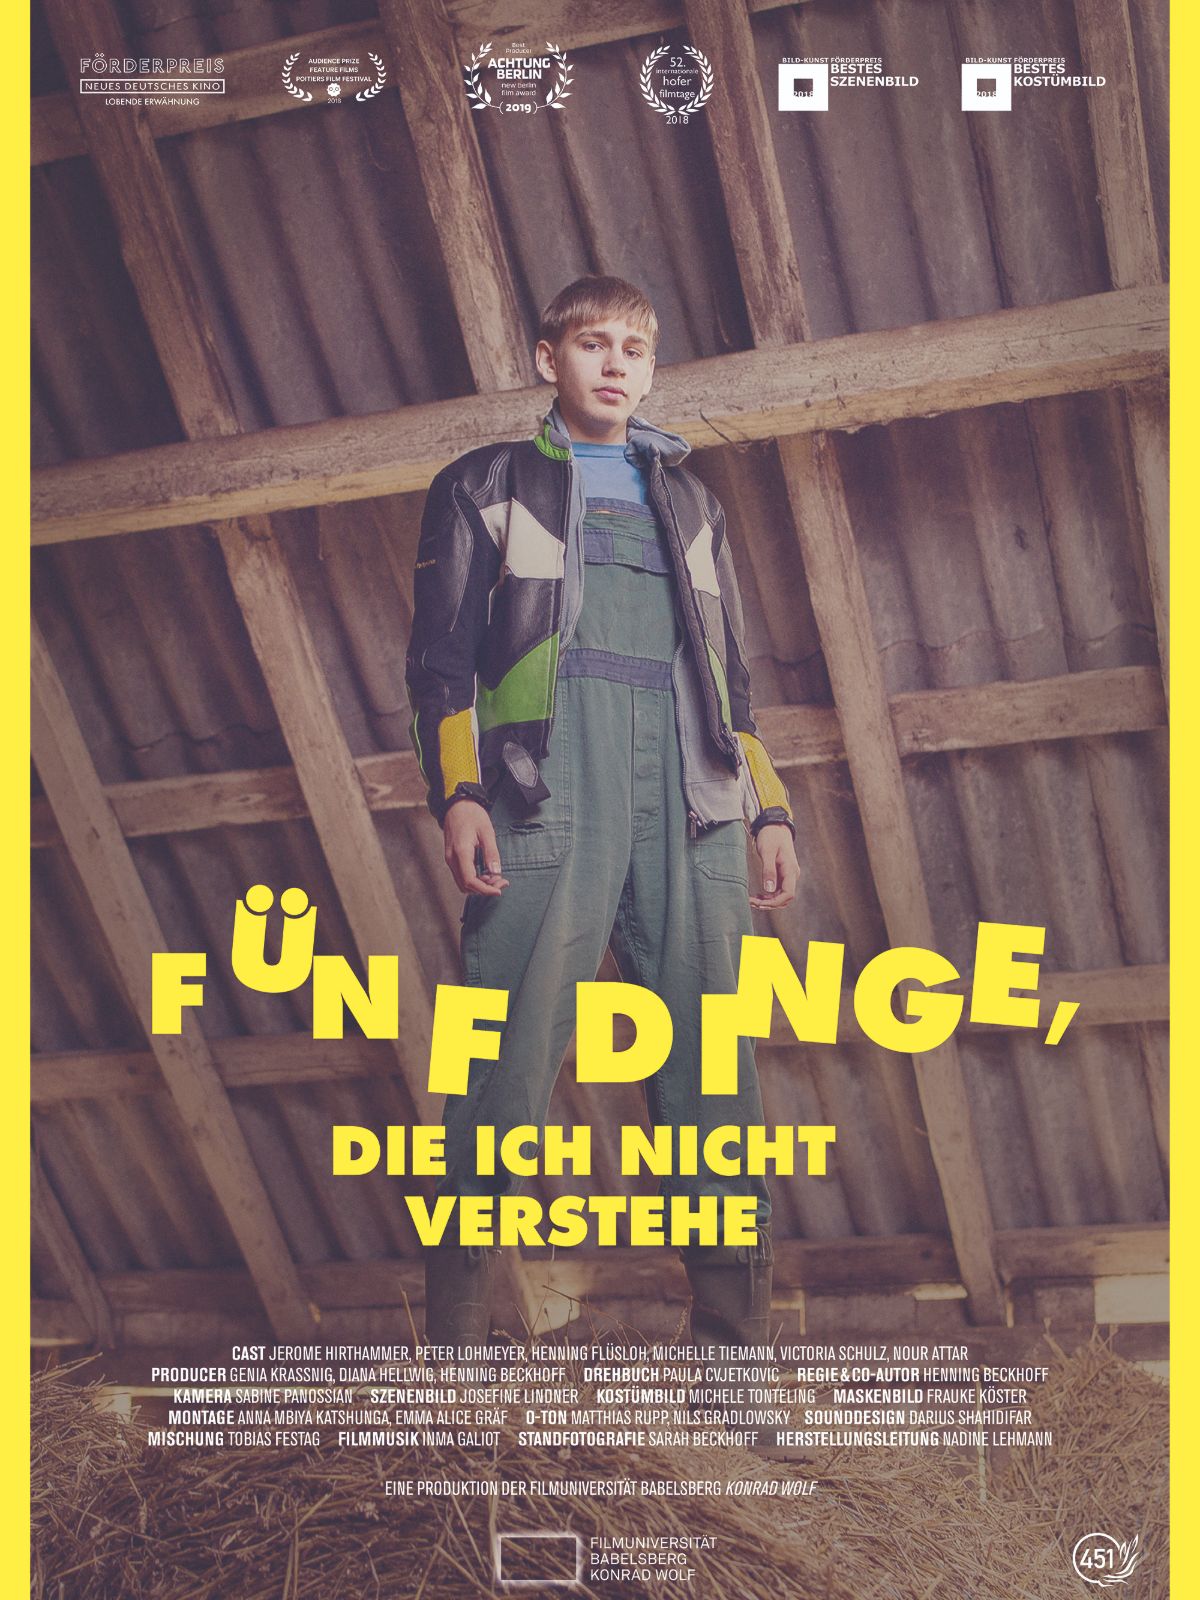 FÖRDERPREIS
NEUES DEUTSCHES KINO
LOBENDE ERWÄHNUNG
AUDIENCE PRIZE
FEATURE FILMS
POITIERS FILM FESTIVAL
2018
Best
Producer
ACHTUNG
BERLIN
new berlin
film award
(2019)
52.
internationale
hofer
filmtage
2018
BILD-KUNST FÖRDERPREIS
BESTES
SZENENBILD
2018
BILD-KUNST FÖRDERPREIS
BESTES
KOSTÜMBILD
2018
FÜNF DINGE,
DIE ICH NICHT
VERSTEHE
CAST JEROME HIRTHAMMER, PETER LOHMEYER, HENNING FLÜSLOH, MICHELLE TIEMANN, VICTORIA SCHULZ, NOUR ATTAR
PRODUCER GENIA KRASSNIG, DIANA HELLWIG, HENNING BECKHOFF DREHBUCH PAULA CVJETKOVIC REGIE & CO-AUTOR HENNING BECKHOFF
KAMERA SABINE PANOSSIAN SZENENBILD JOSEFINE LINDNER KOSTÜMBILD MICHELE TONTELING MASKENBILD FRAUKE KÖSTER
MONTAGE ANNA MBIYA KATSHUNGA, EMMA ALICE GRÄF O-TON MATTHIAS RUPP, NILS GRADLOWSKY SOUNDDESIGN DARIUS SHAHIDIFAR
MISCHUNG TOBIAS FESTAG FILMMUSIK INMA GALIOT STANDFOTOGRAFIE SARAH BECKHOFF HERSTELLUNGSLEITUNG NADINE LEHMANN
EINE PRODUKTION DER FILMUNIVERSITÄT BABELSBERG KONRAD WOLF
FILMUNIVERSITÄT
BABELSBERG
KONRAD WOLF
451